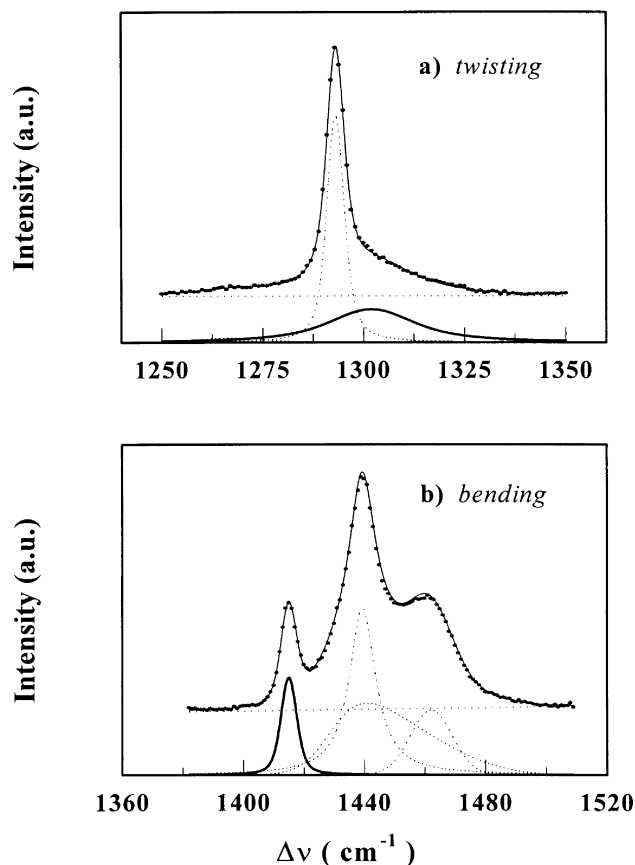 Intensity (a.u.)
a) twisting
1250 1275 1300 1325 1350
Intensity (a.u.)
b) bending
1360 1400 1440 1480 1520
Δν ( cm⁻¹ )